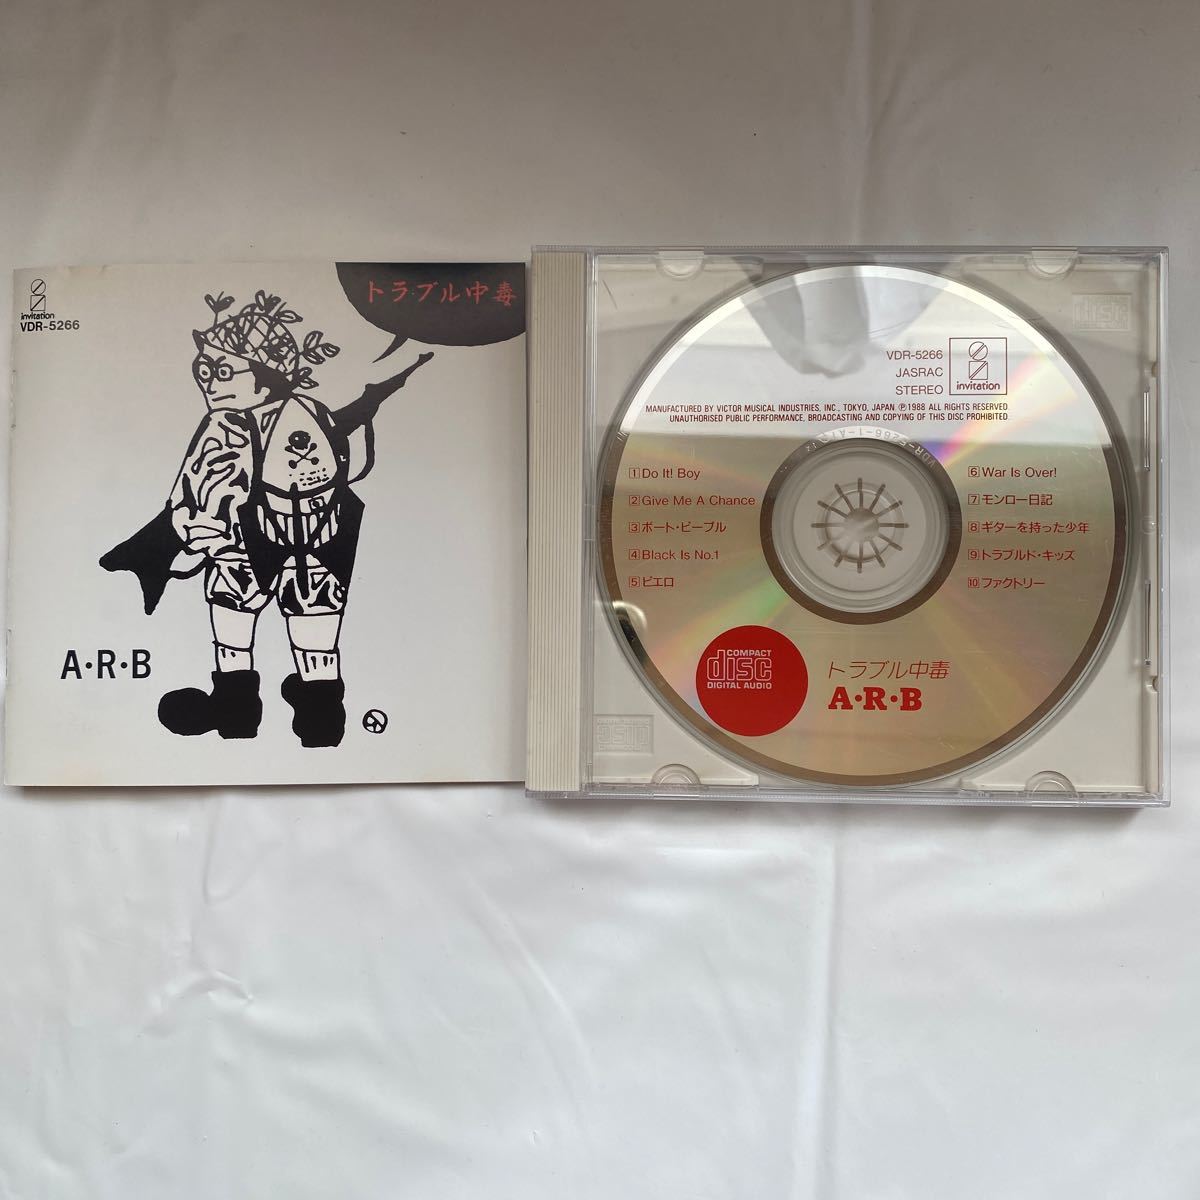 invitation
VDR-5266
トラブル中毒
A・R・B
VDR-5266
JASRAC
STEREO
invitation
MANUFACTURED BY VICTOR MUSICAL INDUSTRIES, INC., TOKYO, JAPAN. Ⓟ1988 ALL RIGHTS RESERVED.
UNAUTHORISED PUBLIC PERFORMANCE, BROADCASTING AND COPYING OF THIS DISC PROHIBITED.
1 Do It! Boy
2 Give Me A Chance
3 ボート・ピープル
4 Black Is No.1
5 ピエロ
6 War Is Over!
7 モンロー日記
8 ギターを持った少年
9 トラブルド・キッズ
10 ファクトリー
COMPACT
disc
DIGITAL AUDIO
トラブル中毒
A・R・B
disc
disc